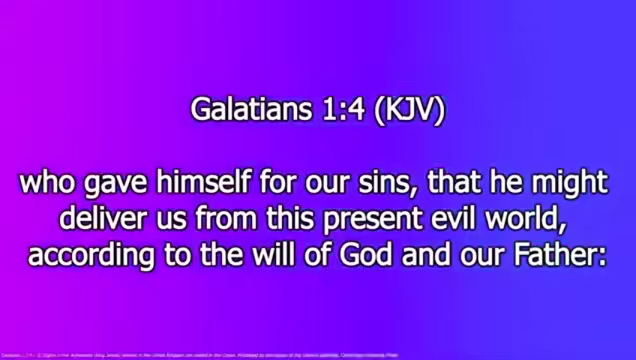 Galatians 1:4 (KJV)
who gave himself for our sins, that he might
deliver us from this present evil world,
according to the will of God and our Father: